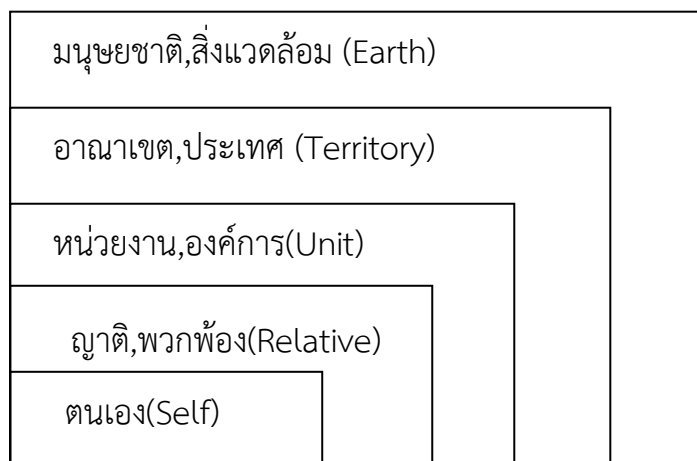 มนุษยชาติ,สิ่งแวดล้อม (Earth)
อาณาเขต,ประเทศ (Territory)
หน่วยงาน,องค์การ(Unit)
ญาติ,พวกพ้อง(Relative)
ตนเอง(Self)